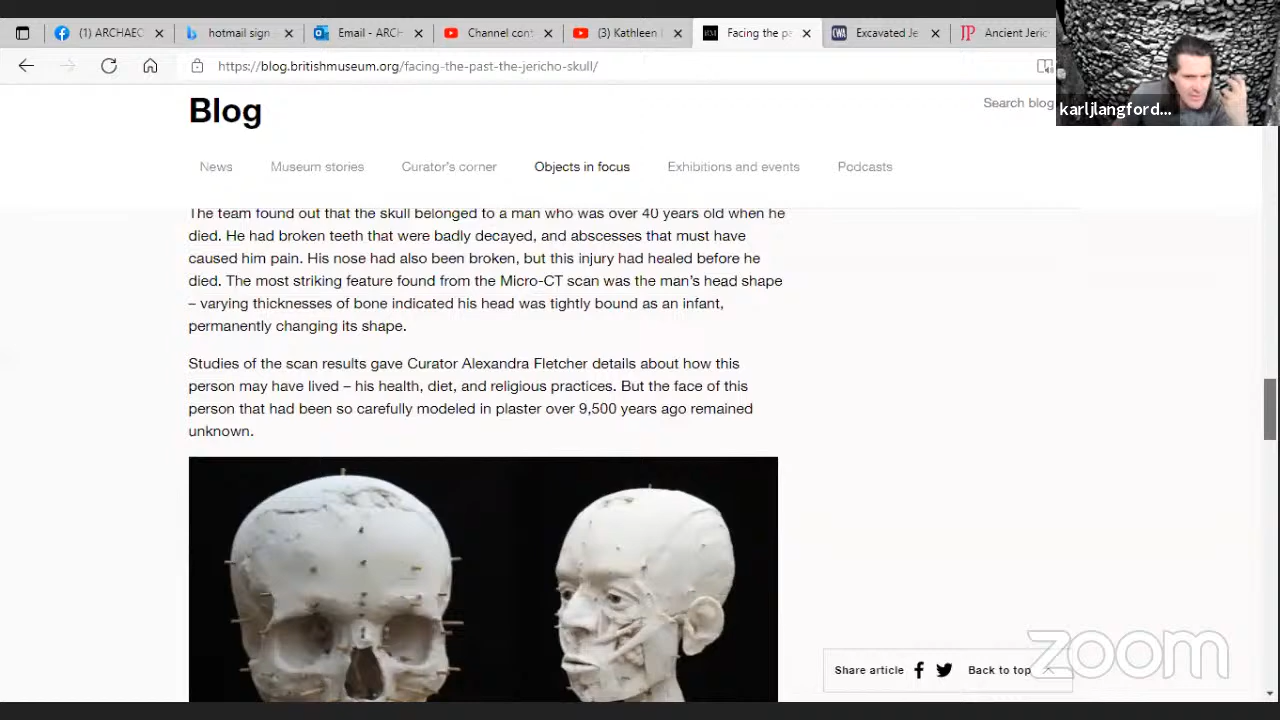 (1) ARCHAEC
hotmail sign
Email - ARCH
Channel cont
(3) Kathleen
Facing the pa
Excavated Je
Ancient Jeric
https://blog.britishmuseum.org/facing-the-past-the-jericho-skull/
karljlangford...
Blog
Search blog
News
Museum stories
Curator's corner
Objects in focus
Exhibitions and events
Podcasts
The team found out that the skull belonged to a man who was over 40 years old when he
died. He had broken teeth that were badly decayed, and abscesses that must have
caused him pain. His nose had also been broken, but this injury had healed before he
died. The most striking feature found from the Micro-CT scan was the man's head shape
– varying thicknesses of bone indicated his head was tightly bound as an infant,
permanently changing its shape.
Studies of the scan results gave Curator Alexandra Fletcher details about how this
person may have lived – his health, diet, and religious practices. But the face of this
person that had been so carefully modeled in plaster over 9,500 years ago remained
unknown.
Share article
Back to top
zoom